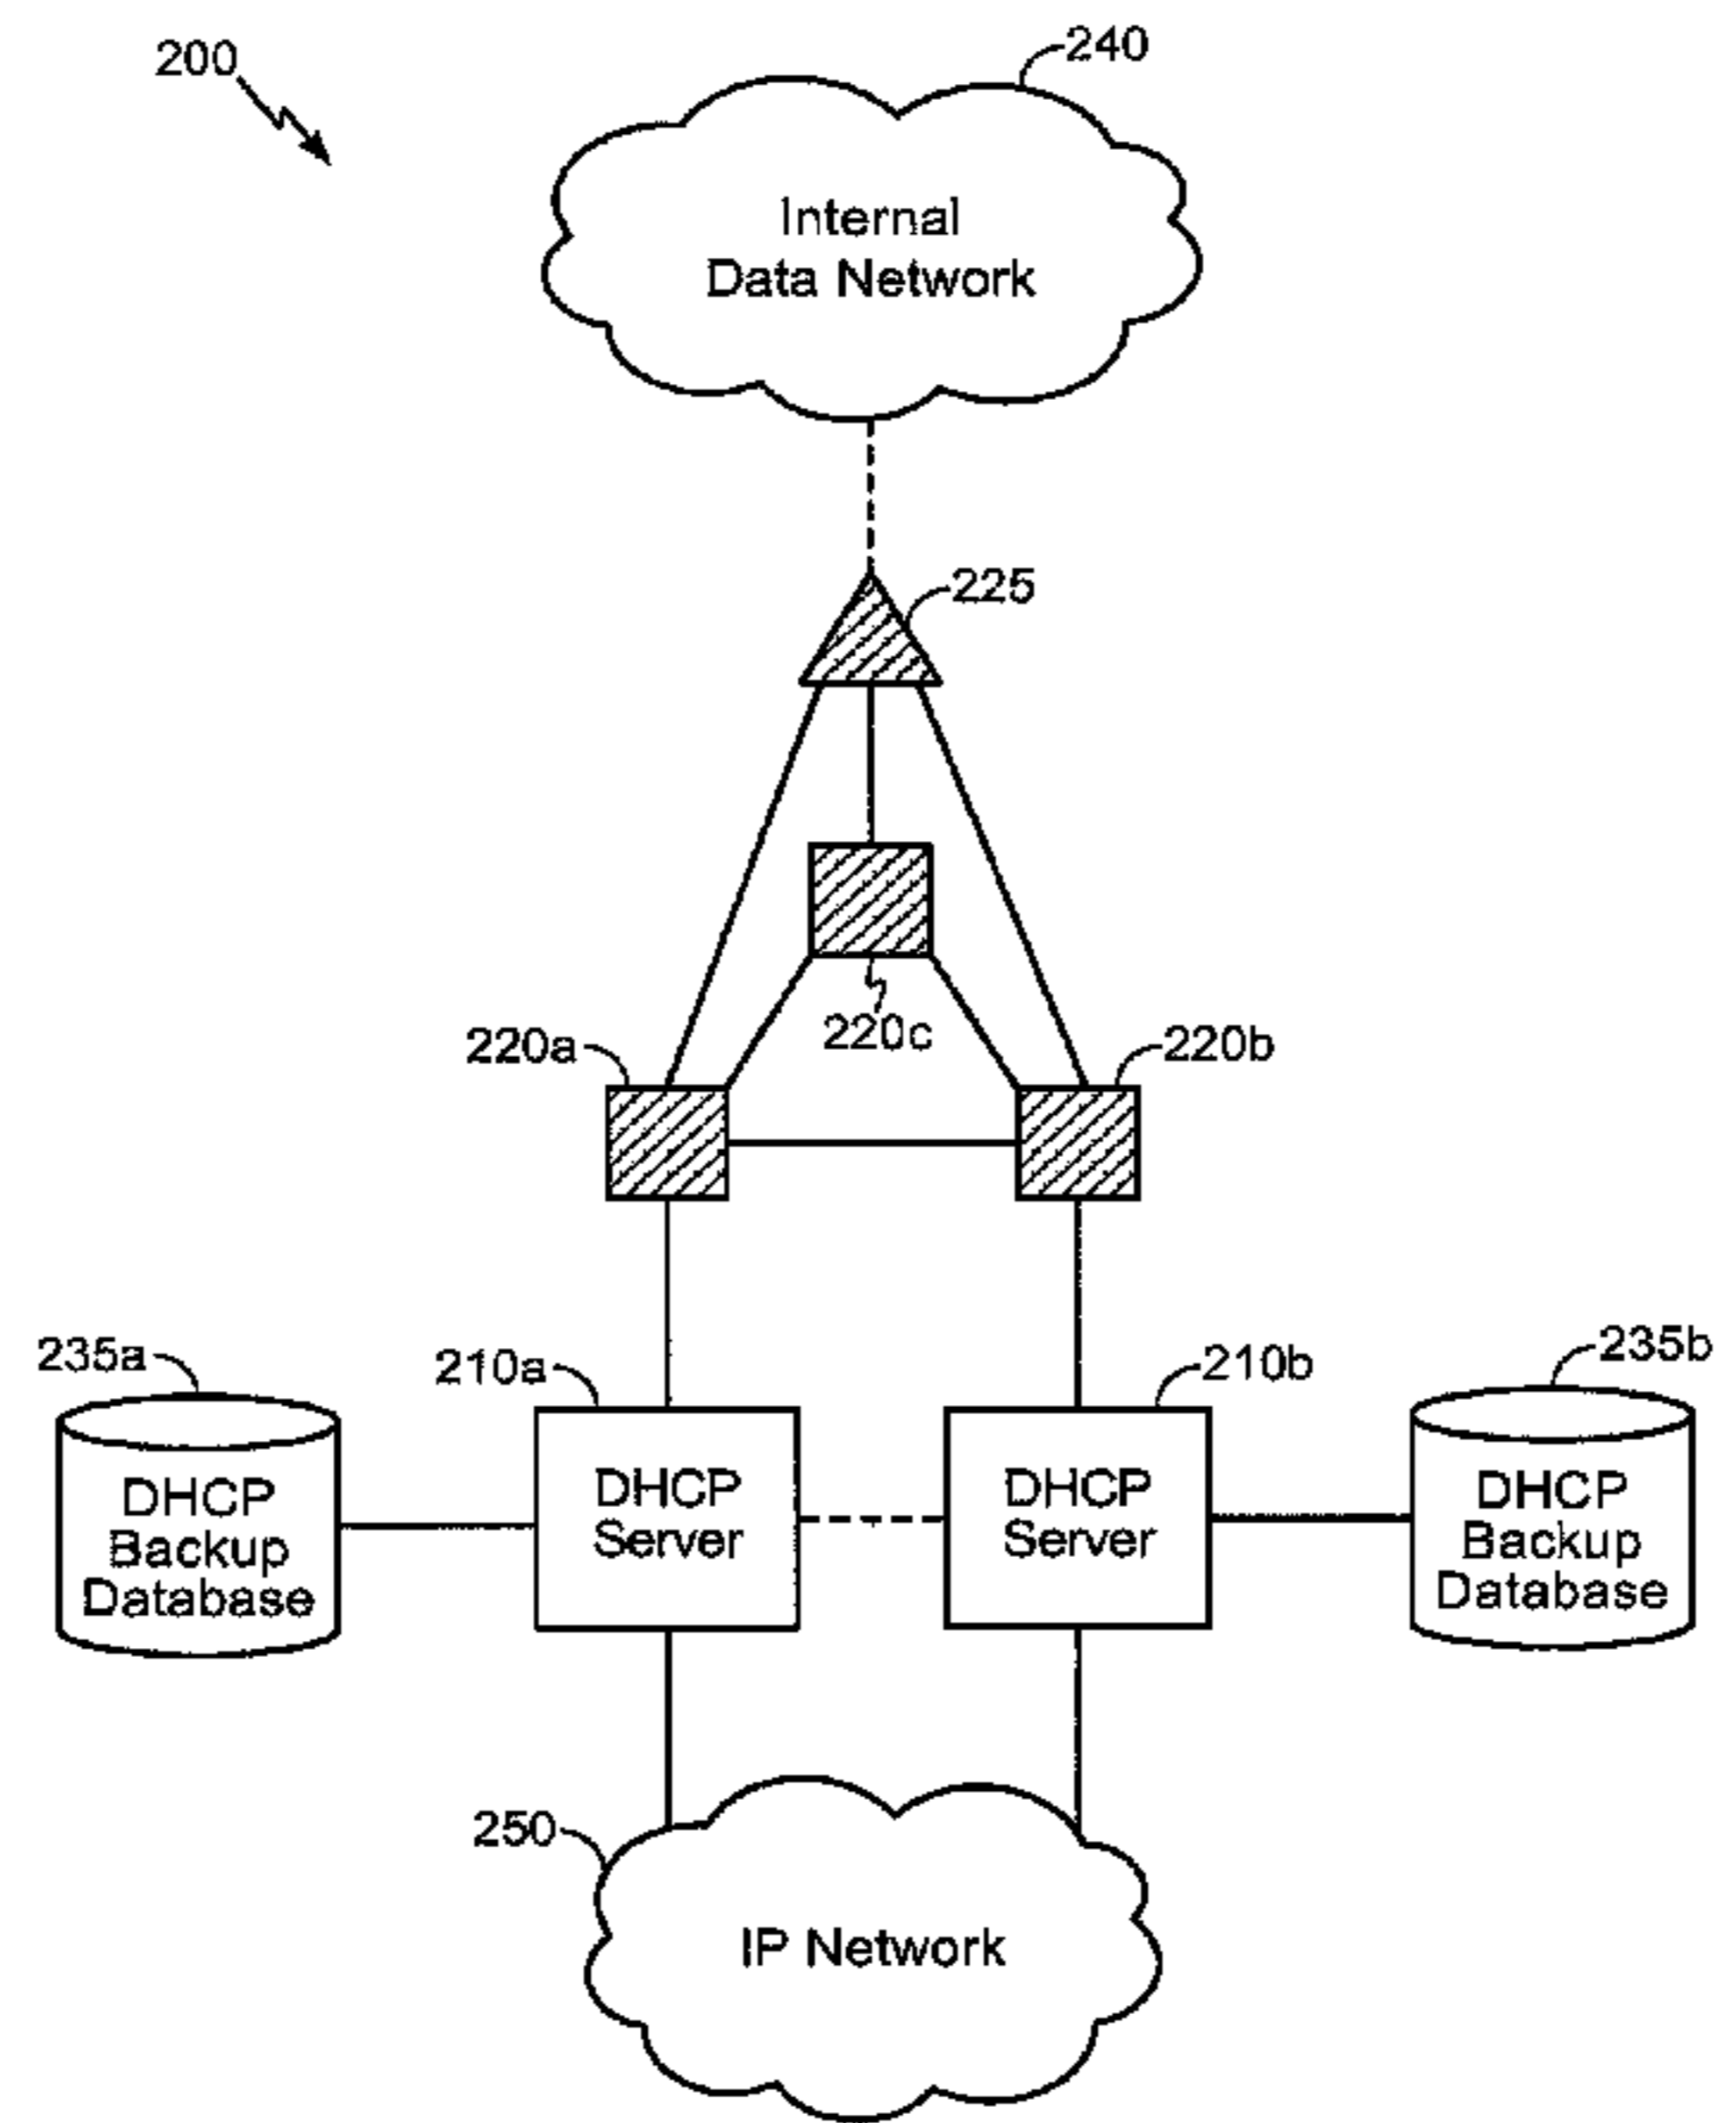 200
240
Internal
Data Network
225
220c
220a
220b
235a
210a
210b
235b
DHCP
Backup
Database
DHCP
Server
DHCP
Server
DHCP
Backup
Database
250
IP Network